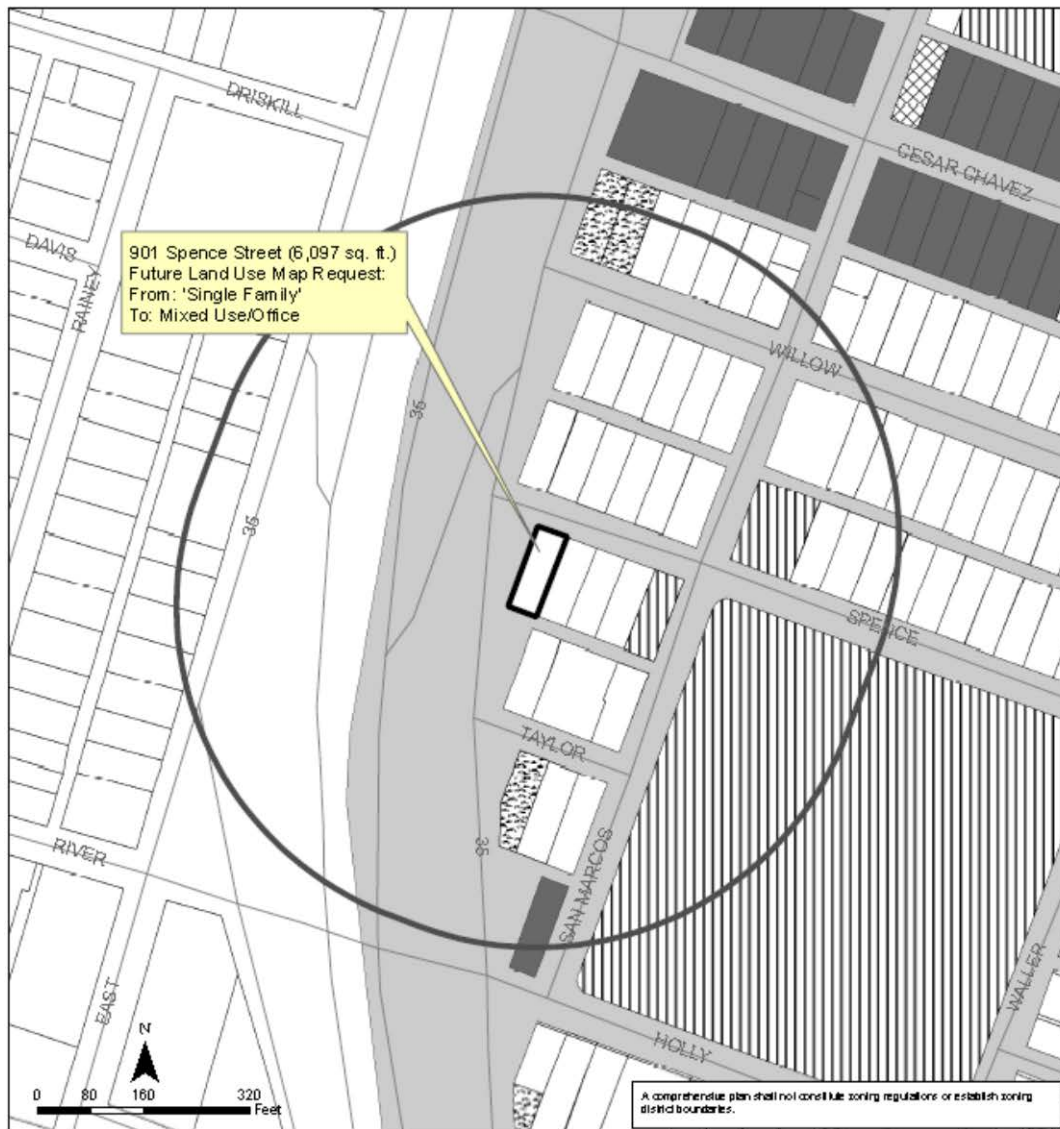 DRISKILL
CESAR CHAVEZ
DAVIS
RAINEY
901 Spence Street (6,097 sq. ft.)
Future Land Use Map Request:
From: 'Single Family'
To: Mixed Use/Office
WILLOW
35
35
SPENCE
TAYLOR
35
RIVER
SAN MARCOS
EAST
WALLER
HOLLY
N
0 80 160 320
Feet
A comprehensive plan shall not constitute zoning regulations or establish zoning
district boundaries.